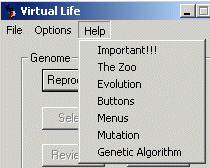 Virtual Life
File Options Help
Genome
Important!!!
Reprod
The Zoo
Evolution
Sele
Buttons
Menus
Mutation
Revie
Genetic Algorithm